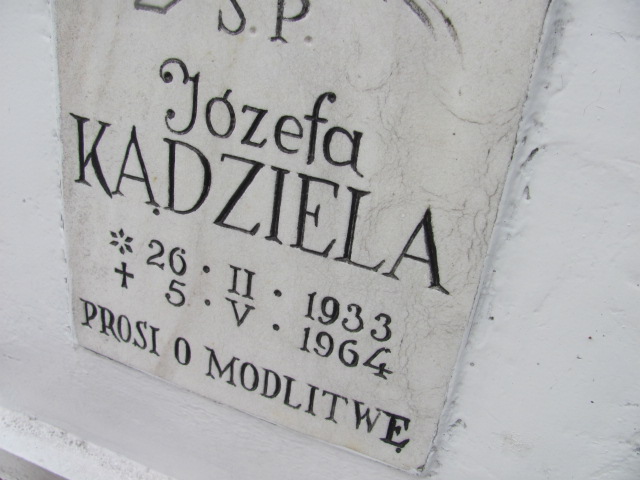 Ś.P.
Józefa
KĄDZIELA
* 26 · II · 1933
† 5 · V · 1964
PROSI O MODLITWĘ